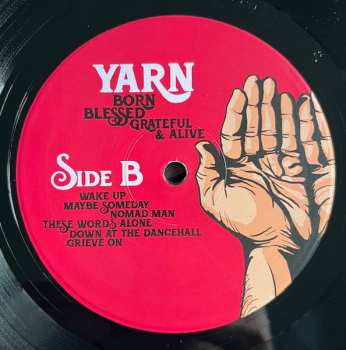 YARN
BORN
BLESSED
GRATEFUL
& ALIVE
SIDE B
WAKE UP
MAYBE SOMEDAY
NOMAD MAN
THESE WORDS ALONE
DOWN AT THE DANCEHALL
GRIEVE ON